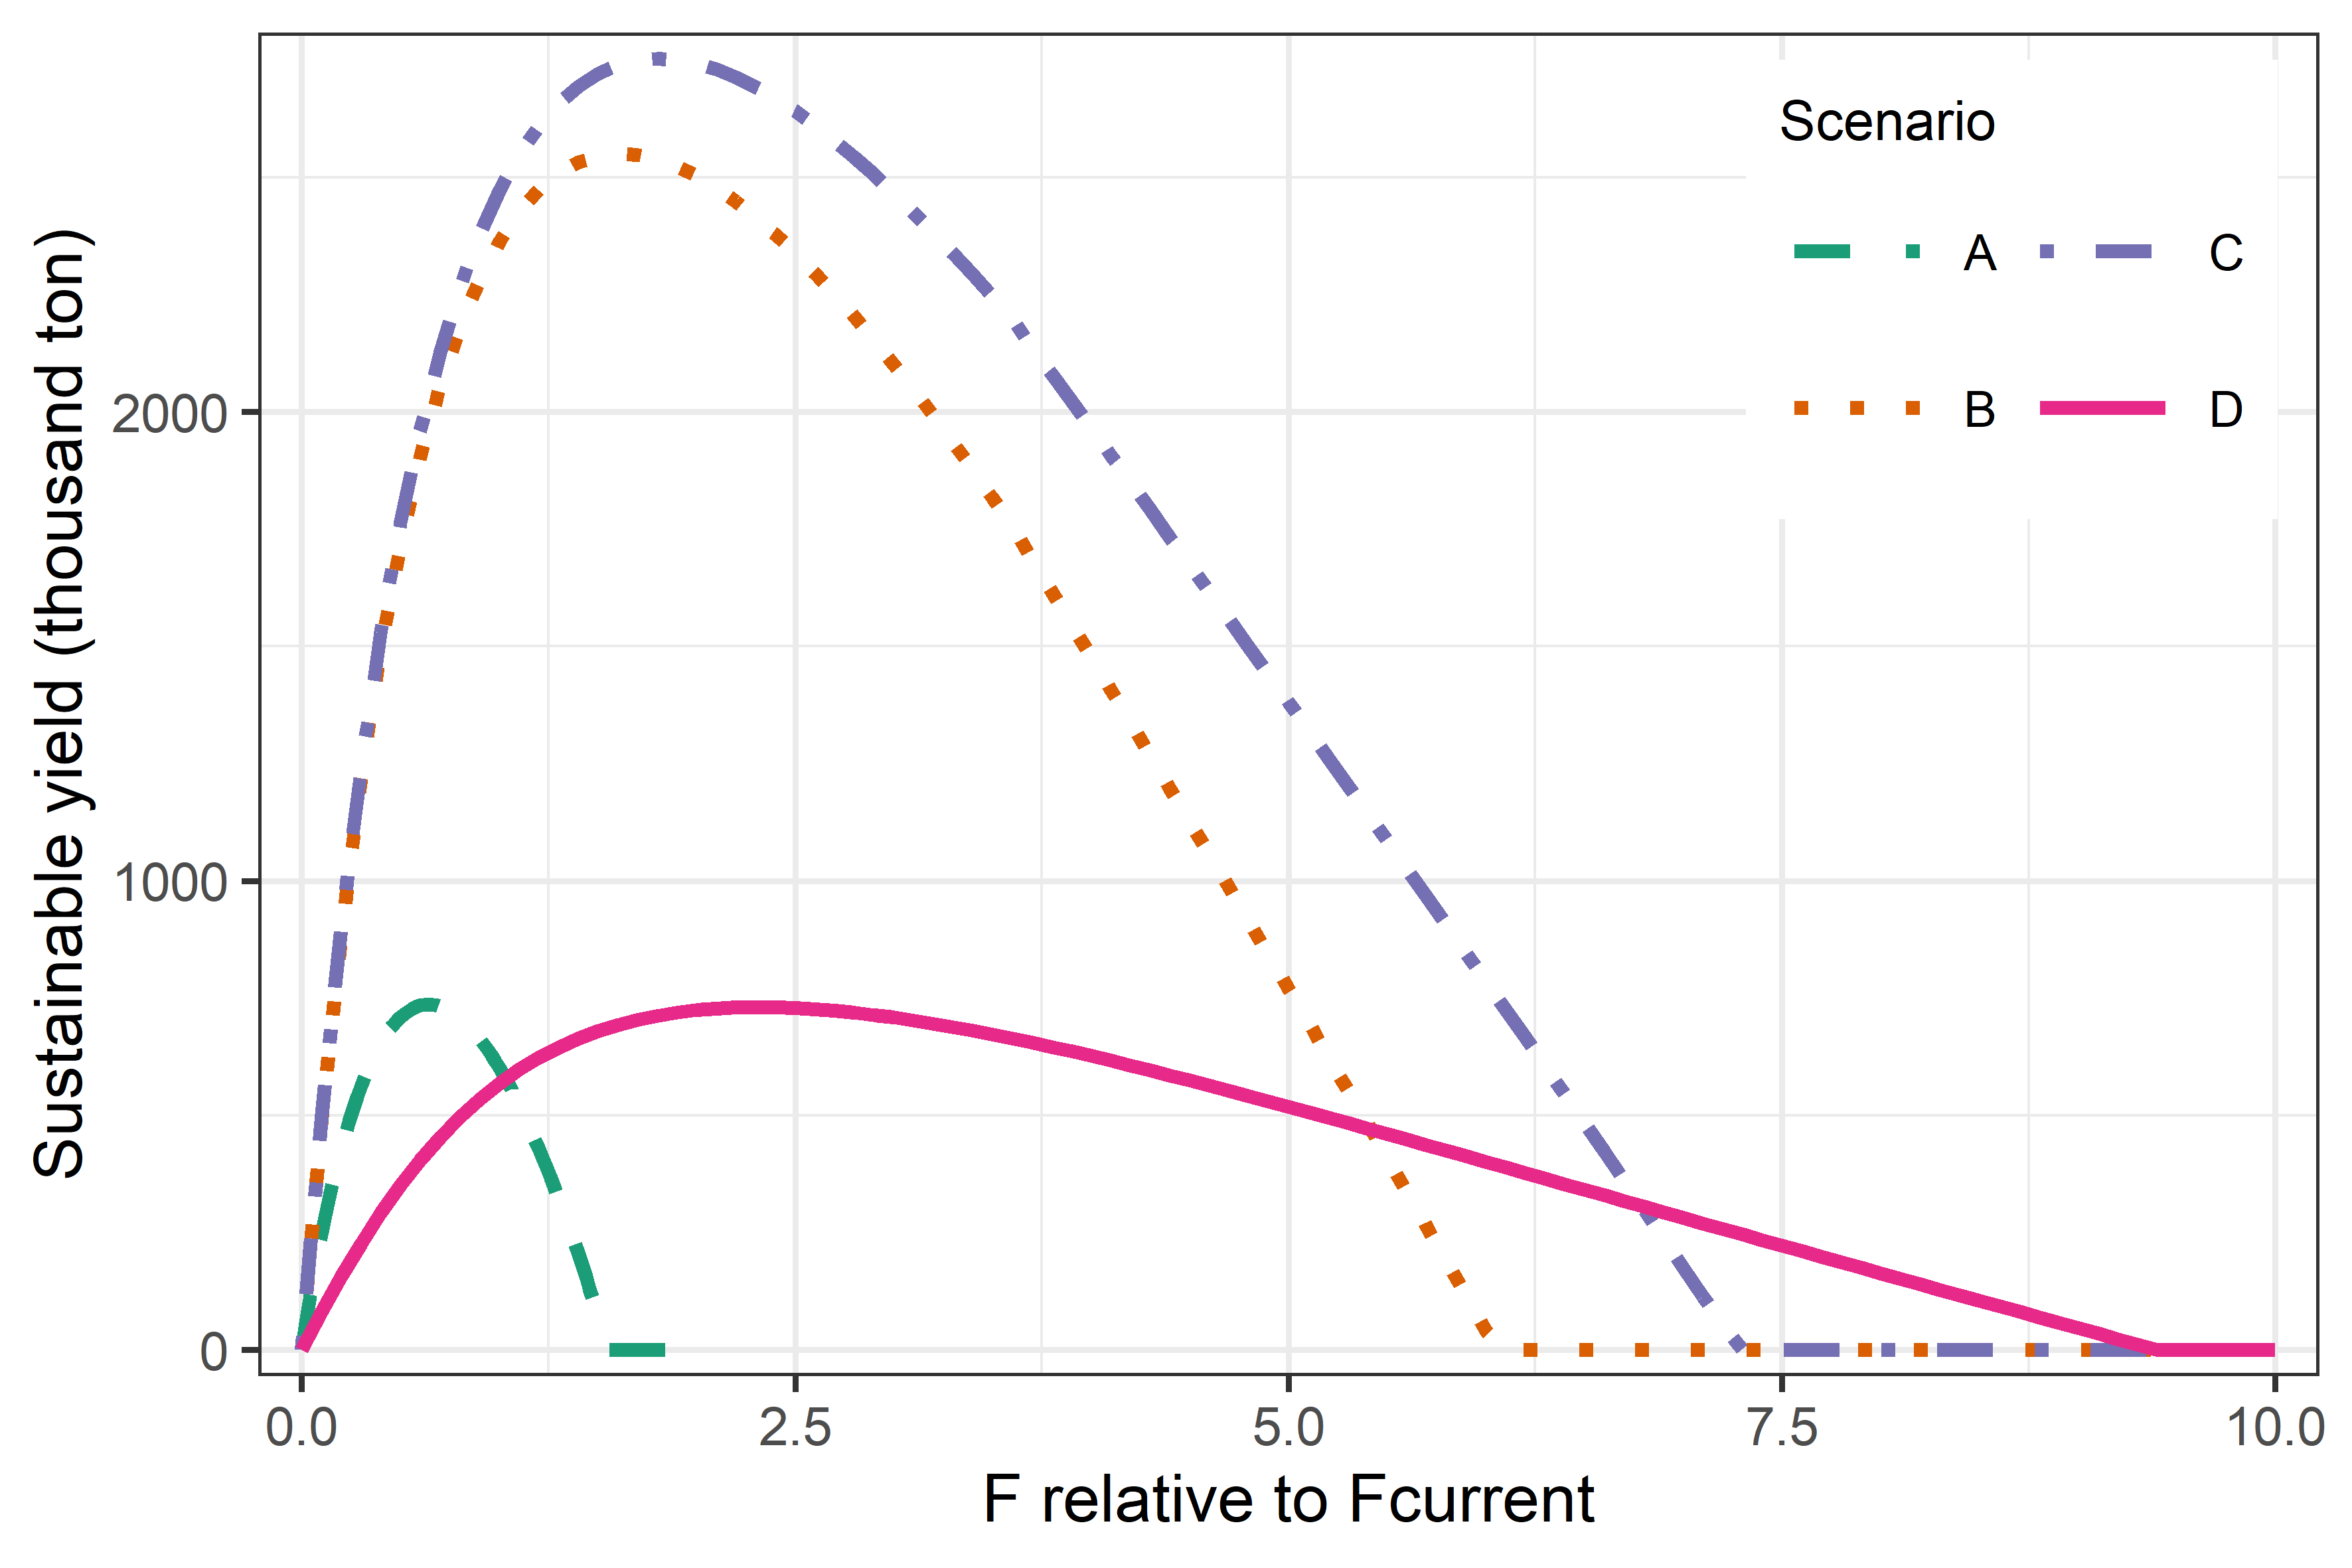 Sustainable yield (thousand ton)
2000
1000
0
Scenario
A
C
B
D
0.0 2.5 5.0 7.5 10.0
F relative to Fcurrent